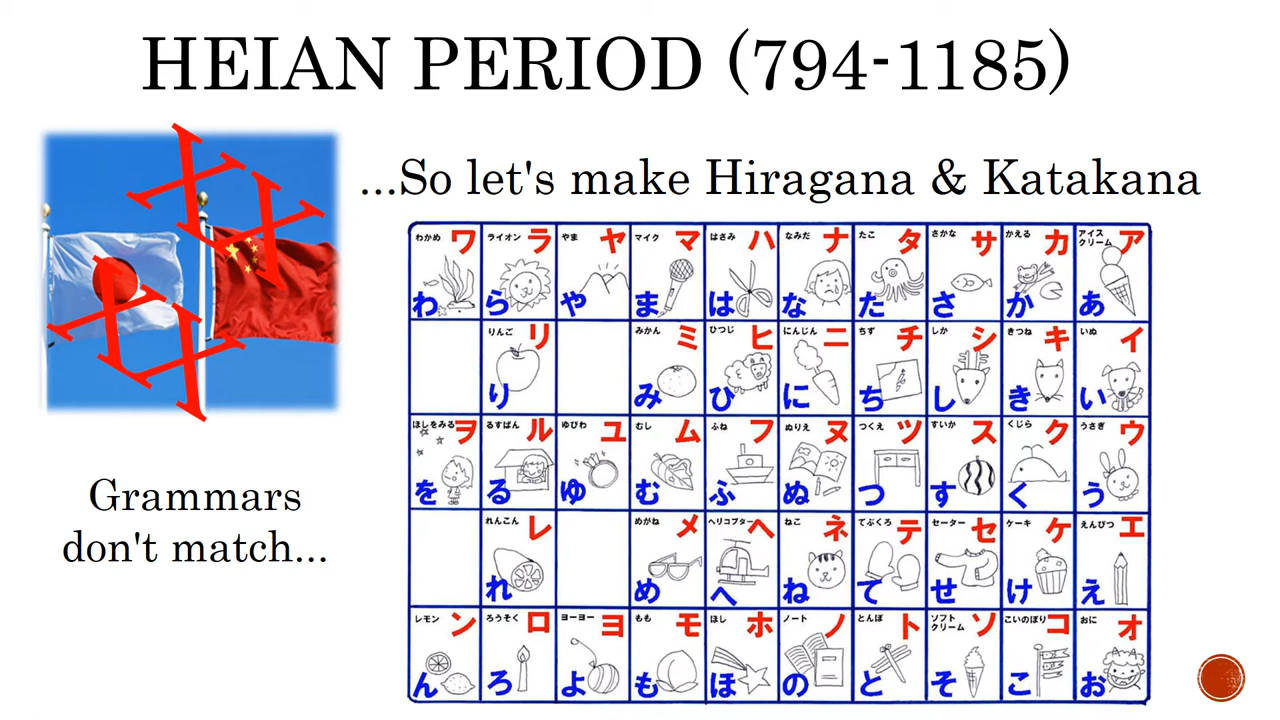 HEIAN PERIOD (794-1185)
XX
XX
Grammars
don't match...
...So let's make Hiragana & Katakana
わかめ ワ わ
ライオン ラ ら
やま ヤ や
マイク マ ま
はさみ ハ は
なみだ ナ な
たこ タ た
さかな サ さ
かえる カ か
アイス
クリーム ア あ
りんご リ り
みかん ミ み
ひつじ ヒ ひ
にんじん ニ に
ちず チ ち
しか シ し
きつね キ き
いぬ イ い
ほしをみる ヲ を
るすばん ル る
ゆびわ ユ ゆ
むし ム む
ふね フ ふ
ぬりえ ヌ ぬ
つくえ ツ つ
すいか ス す
くじら ク く
うさぎ ウ う
れんこん レ れ
めがね メ め
ヘリコプター ヘ へ
ねこ ネ ね
てぶくろ テ て
セーター セ せ
ケーキ ケ け
えんぴつ エ え
レモン ン ん
ろうそく ロ ろ
ヨーヨー ヨ よ
もも モ も
ほし ホ ほ
ノート ノ の
とんぼ ト と
ソフト
クリーム ソ そ
こいのぼり コ こ
おに オ お